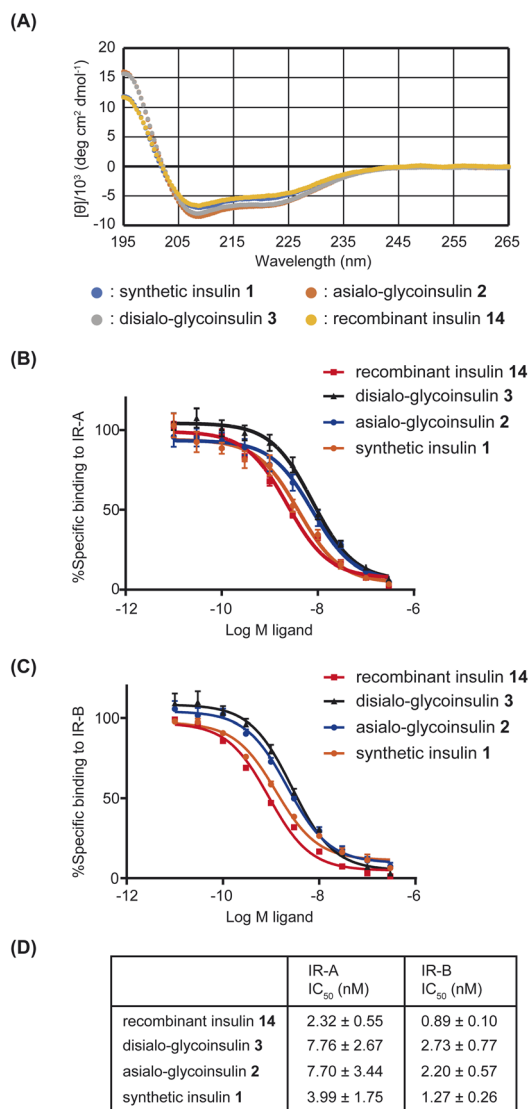 (A)
[θ]/10³ (deg cm² dmol⁻¹)
20
15
10
5
0
-5
-10
195 205 215 225 235 245 255 265
Wavelength (nm)
: synthetic insulin 1 : asialo-glycoinsulin 2
: disialo-glycoinsulin 3 : recombinant insulin 14
(B)
recombinant insulin 14
disialo-glycoinsulin 3
asialo-glycoinsulin 2
synthetic insulin 1
%Specific binding to IR-A
100
50
0
-12 -10 -8 -6
Log M ligand
(C)
recombinant insulin 14
disialo-glycoinsulin 3
asialo-glycoinsulin 2
synthetic insulin 1
%Specific binding to IR-B
100
50
0
-12 -10 -8 -6
Log M ligand
(D)
IR-A IR-B
IC₅₀ (nM) IC₅₀ (nM)
recombinant insulin 14 2.32 ± 0.55 0.89 ± 0.10
disialo-glycoinsulin 3 7.76 ± 2.67 2.73 ± 0.77
asialo-glycoinsulin 2 7.70 ± 3.44 2.20 ± 0.57
synthetic insulin 1 3.99 ± 1.75 1.27 ± 0.26